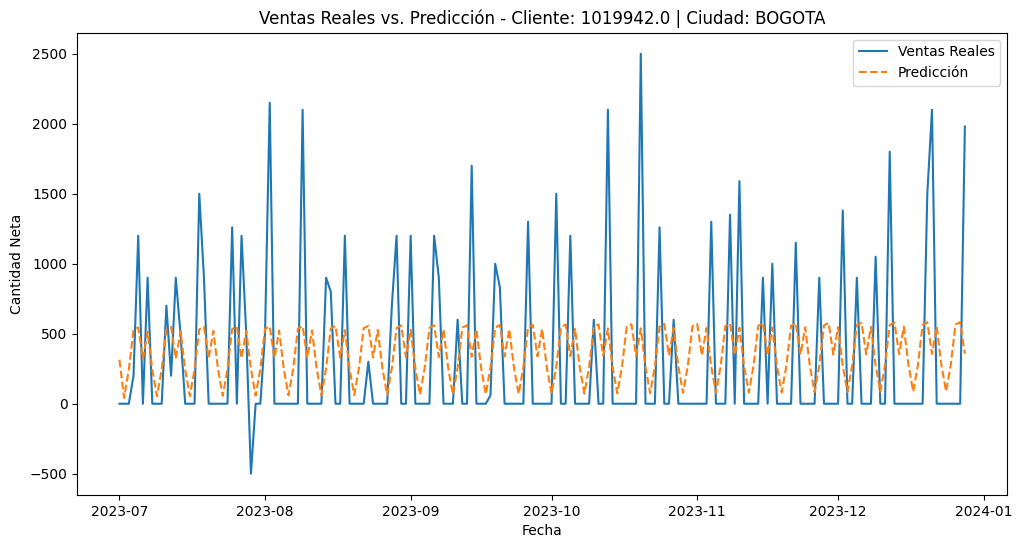 Ventas Reales vs. Predicción - Cliente: 1019942.0 | Ciudad: BOGOTA
Ventas Reales
Predicción
Cantidad Neta
2500
2000
1500
1000
500
0
−500
2023-07
2023-08
2023-09
2023-10
2023-11
2023-12
2024-01
Fecha